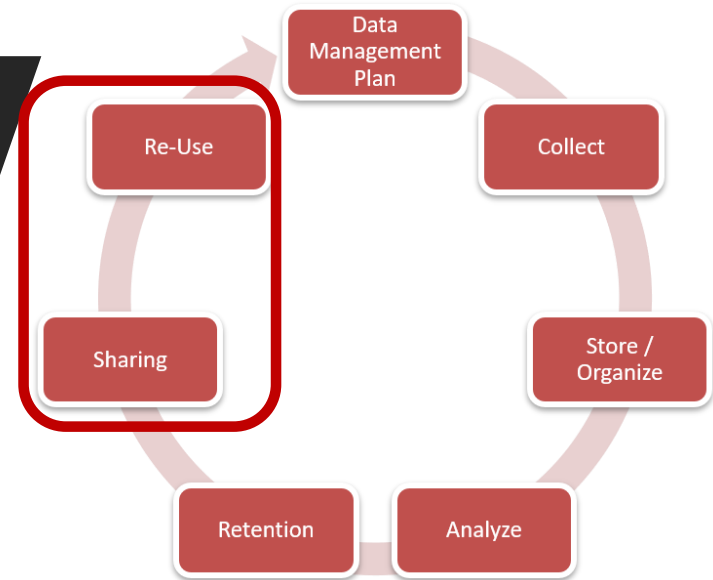 Data
Management
Plan
Collect
Store /
Organize
Analyze
Retention
Sharing
Re-Use